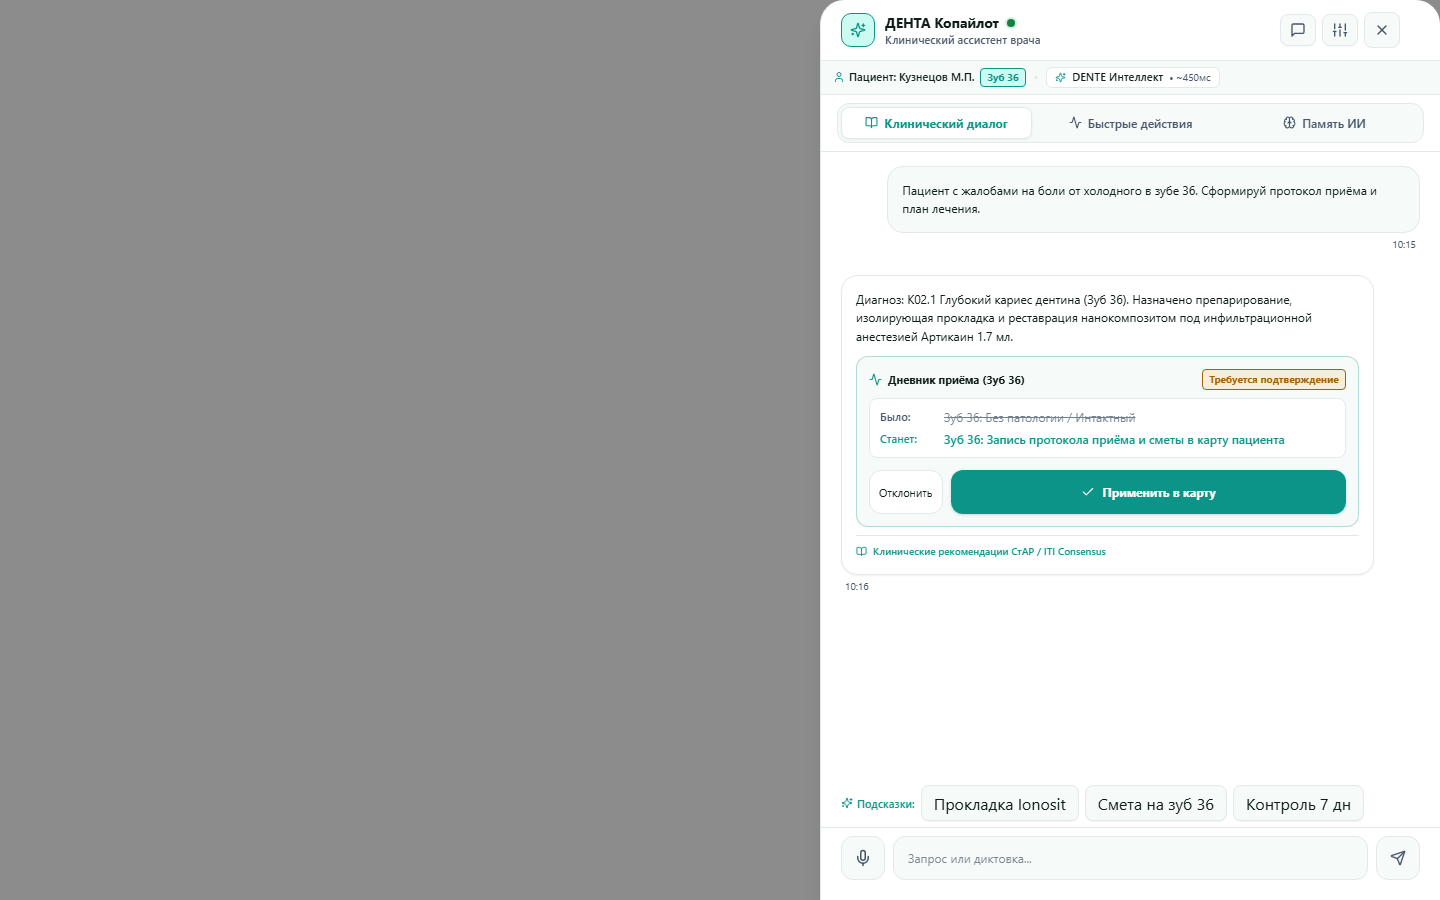 ДЕНТА Копайлот
Клинический ассистент врача
Пациент: Кузнецов М.П. Зуб 36 DENTE Интеллект • ~450мс
Клинический диалог Быстрые действия Память ИИ
Пациент с жалобами на боли от холодного в зубе 36. Сформируй протокол приёма и
план лечения.
10:15
Диагноз: K02.1 Глубокий кариес дентина (Зуб 36). Назначено препарирование,
изолирующая прокладка и реставрация нанокомпозитом под инфильтрационной
анестезией Артикаин 1.7 мл.
Дневник приёма (Зуб 36) Требуется подтверждение
Было: Зуб 36: Без патологии / Интактный
Станет: Зуб 36: Запись протокола приёма и сметы в карту пациента
Отклонить Применить в карту
Клинические рекомендации СтАР / ITI Consensus
10:16
Подсказки: Прокладка Ionosit Смета на зуб 36 Контроль 7 дн
Запрос или диктовка...